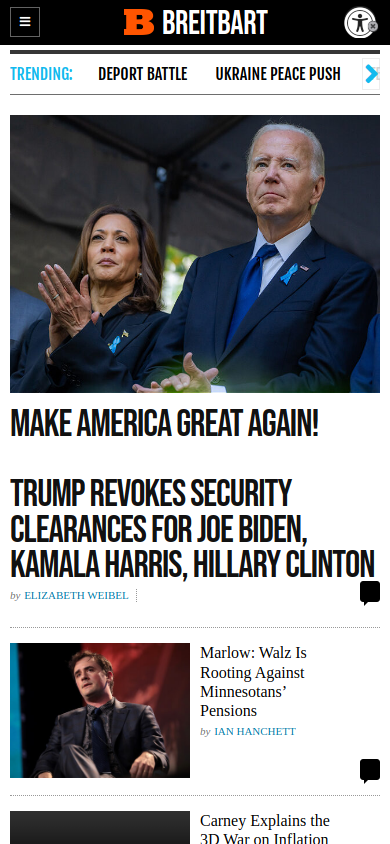 BREITBART
TRENDING:
DEPORT BATTLE
UKRAINE PEACE PUSH
MAKE AMERICA GREAT AGAIN!
TRUMP REVOKES SECURITY
CLEARANCES FOR JOE BIDEN,
KAMALA HARRIS, HILLARY CLINTON
by ELIZABETH WEIBEL
Marlow: Walz Is
Rooting Against
Minnesotans’
Pensions
by IAN HANCHETT
Carney Explains the
3D War on Inflation